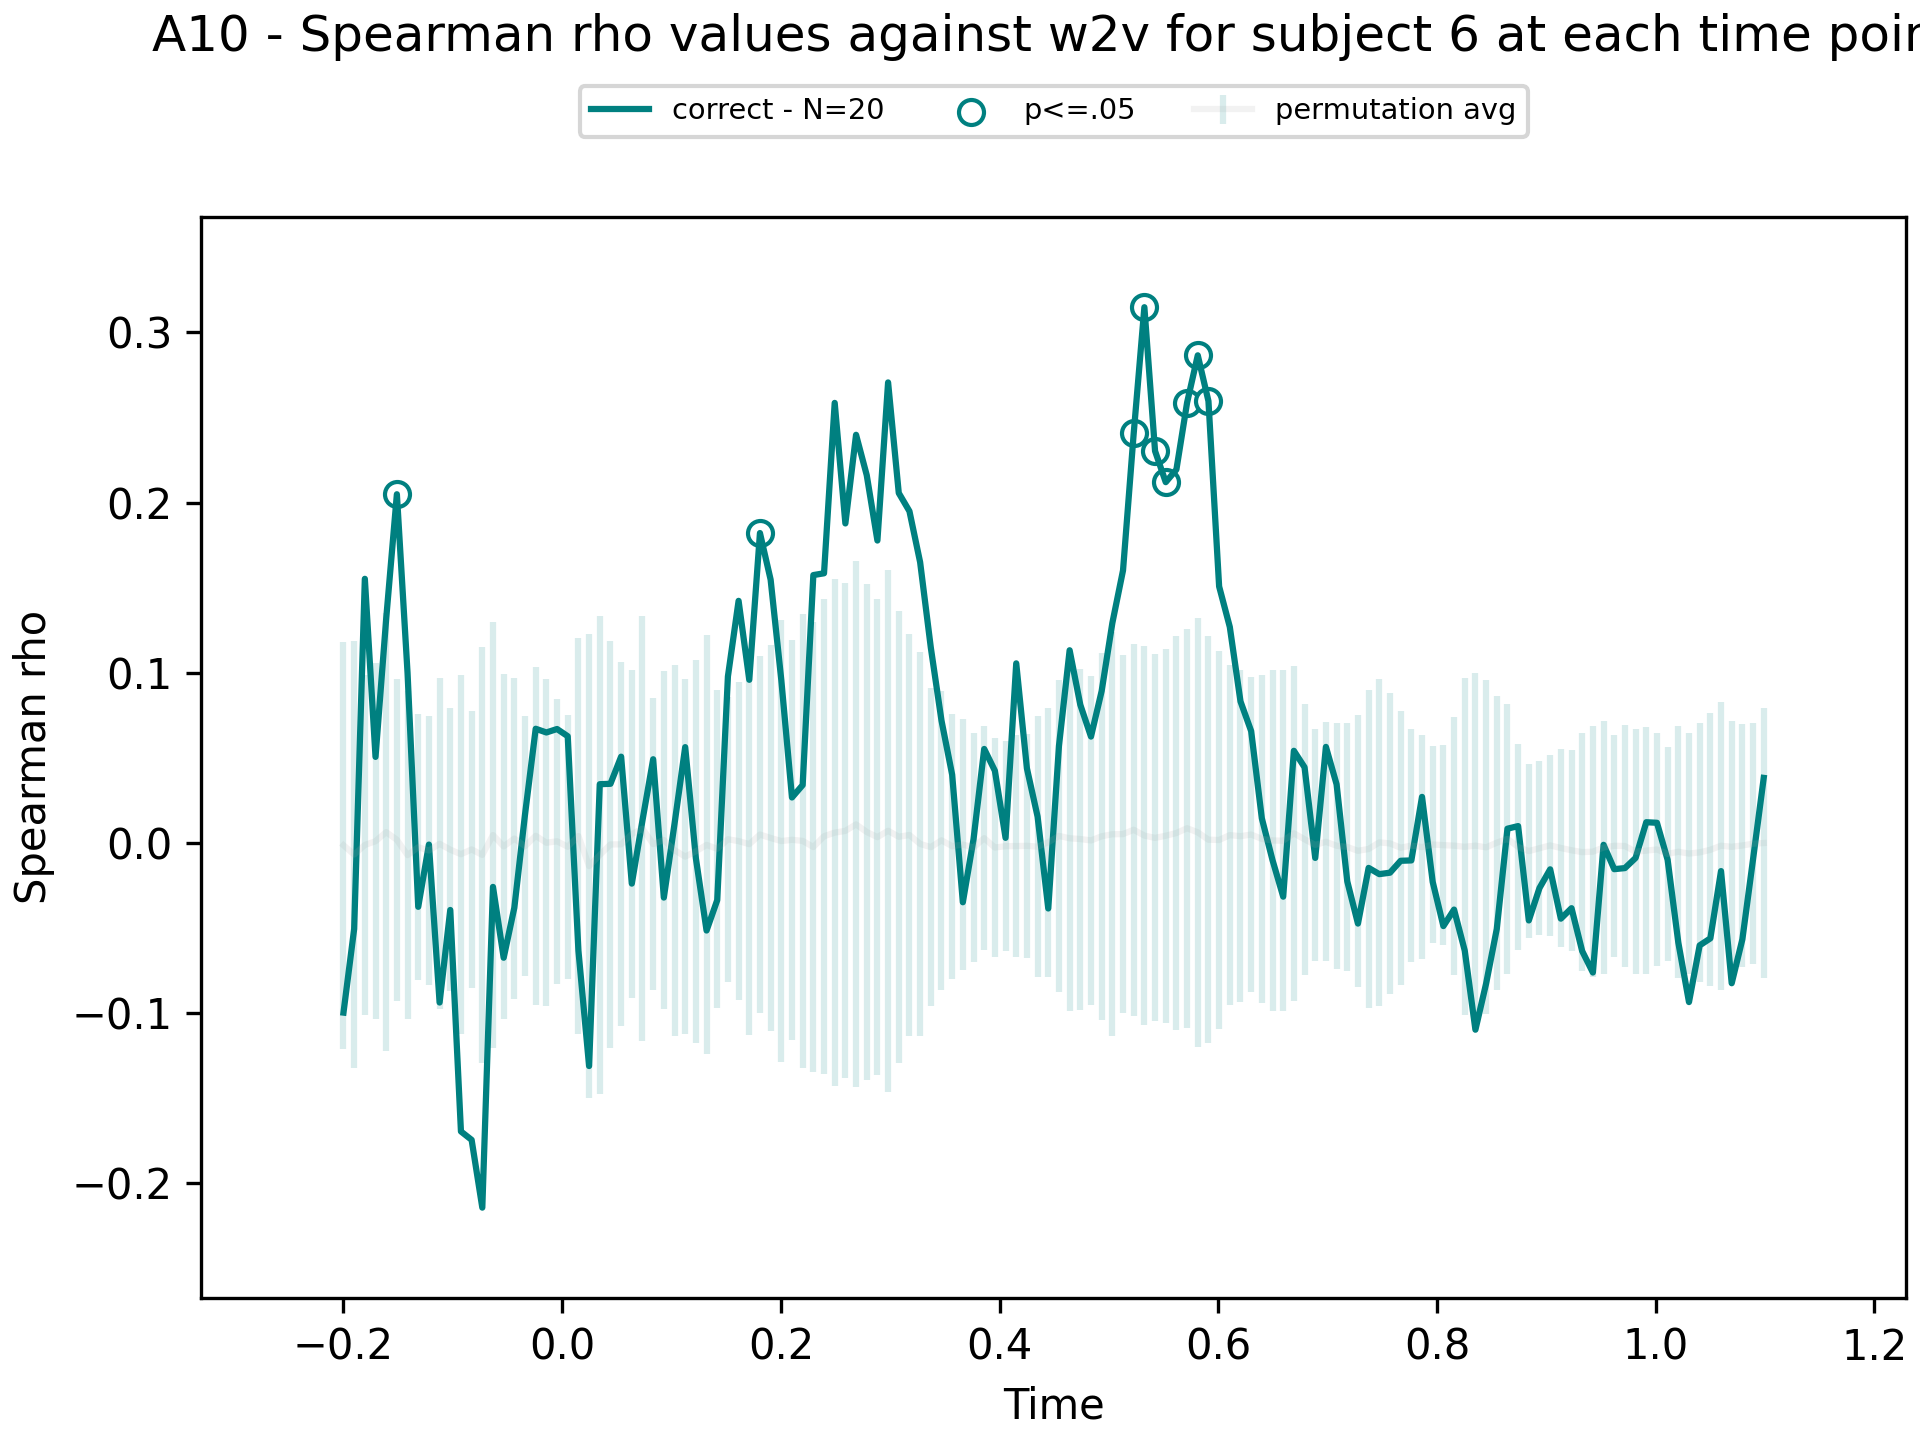 A10 - Spearman rho values against w2v for subject 6 at each time poin
correct - N=20
p<=.05
permutation avg
Spearman rho
0.3
0.2
0.1
0.0
−0.1
−0.2
−0.2
0.0
0.2
0.4
0.6
0.8
1.0
1.2
Time